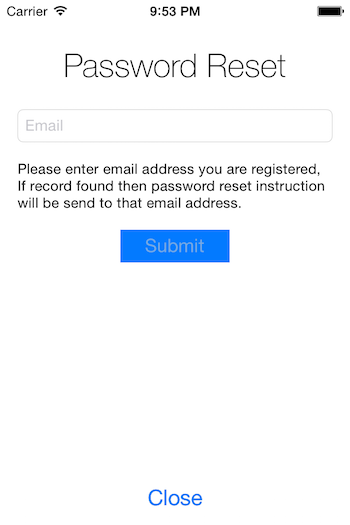 Carrier 9:53 PM
Password Reset
Email
Please enter email address you are registered,
If record found then password reset instruction
will be send to that email address.
Submit
Close